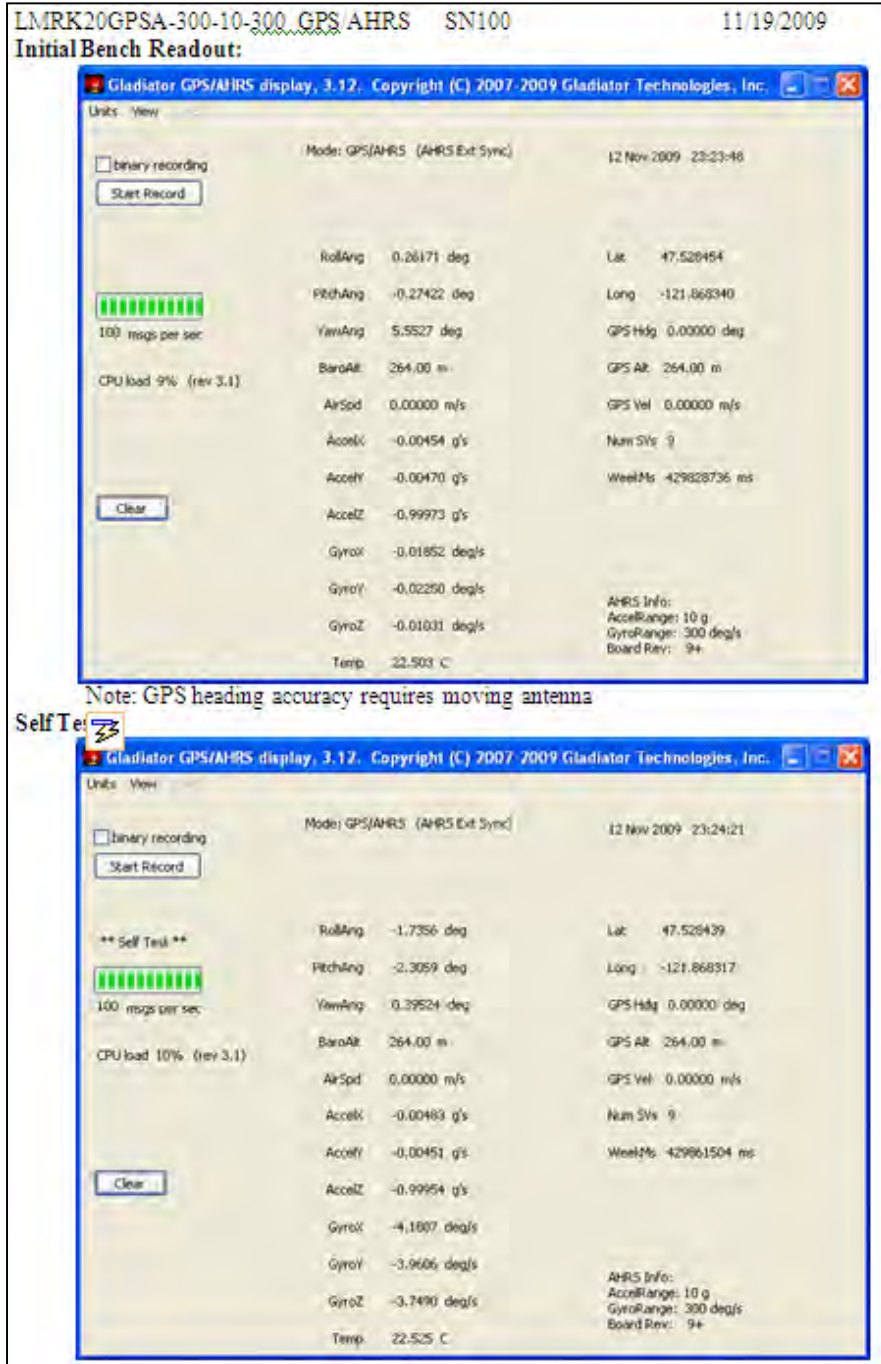 LMRK20GPSA-300-10-300 GPS/AHRS SN100 11/19/2009
Initial Bench Readout:
Gladiator GPS/AHRS display, 3.12. Copyright (C) 2007-2009 Gladiator Technologies, Inc.
Units View
Mode: GPS/AHRS (AHRS Ext Sync) 12 Nov 2009 23:23:48
binary recording
Start Record
RollAng 0.26171 deg Lat 47.528454
PitchAng -0.27422 deg Long -121.868340
100 msgs per sec YawAng 5.5527 deg GPS Hdg 0.00000 deg
BaroAlt 264.00 m GPS Alt 264.00 m
CPU load 9% (rev 3.1)
AirSpd 0.00000 m/s GPS Vel 0.00000 m/s
AccelX -0.00454 g's Num SVs 9
AccelY -0.00470 g's WeekMs 429828736 ms
Clear
AccelZ -0.99973 g's
GyroX -0.01852 deg/s
GyroY -0.02250 deg/s
AHRS Info:
AccelRange: 10 g
GyroZ -0.01031 deg/s GyroRange: 300 deg/s
Board Rev: 9+
Temp 22.503 C
Note: GPS heading accuracy requires moving antenna
Self Te
Gladiator GPS/AHRS display, 3.12. Copyright (C) 2007-2009 Gladiator Technologies, Inc.
Units View
Mode: GPS/AHRS (AHRS Ext Sync) 12 Nov 2009 23:24:21
binary recording
Start Record
** Self Test ** RollAng -1.7356 deg Lat 47.528439
PitchAng -2.3059 deg Long -121.868317
100 msgs per sec YawAng 0.39524 deg GPS Hdg 0.00000 deg
BaroAlt 264.00 m GPS Alt 264.00 m
CPU load 10% (rev 3.1)
AirSpd 0.00000 m/s GPS Vel 0.00000 m/s
AccelX -0.00483 g's Num SVs 9
AccelY -0.00451 g's WeekMs 429861504 ms
Clear
AccelZ -0.99954 g's
GyroX -4.1807 deg/s
GyroY -3.9606 deg/s
AHRS Info:
AccelRange: 10 g
GyroZ -3.7490 deg/s GyroRange: 300 deg/s
Board Rev: 9+
Temp 22.525 C